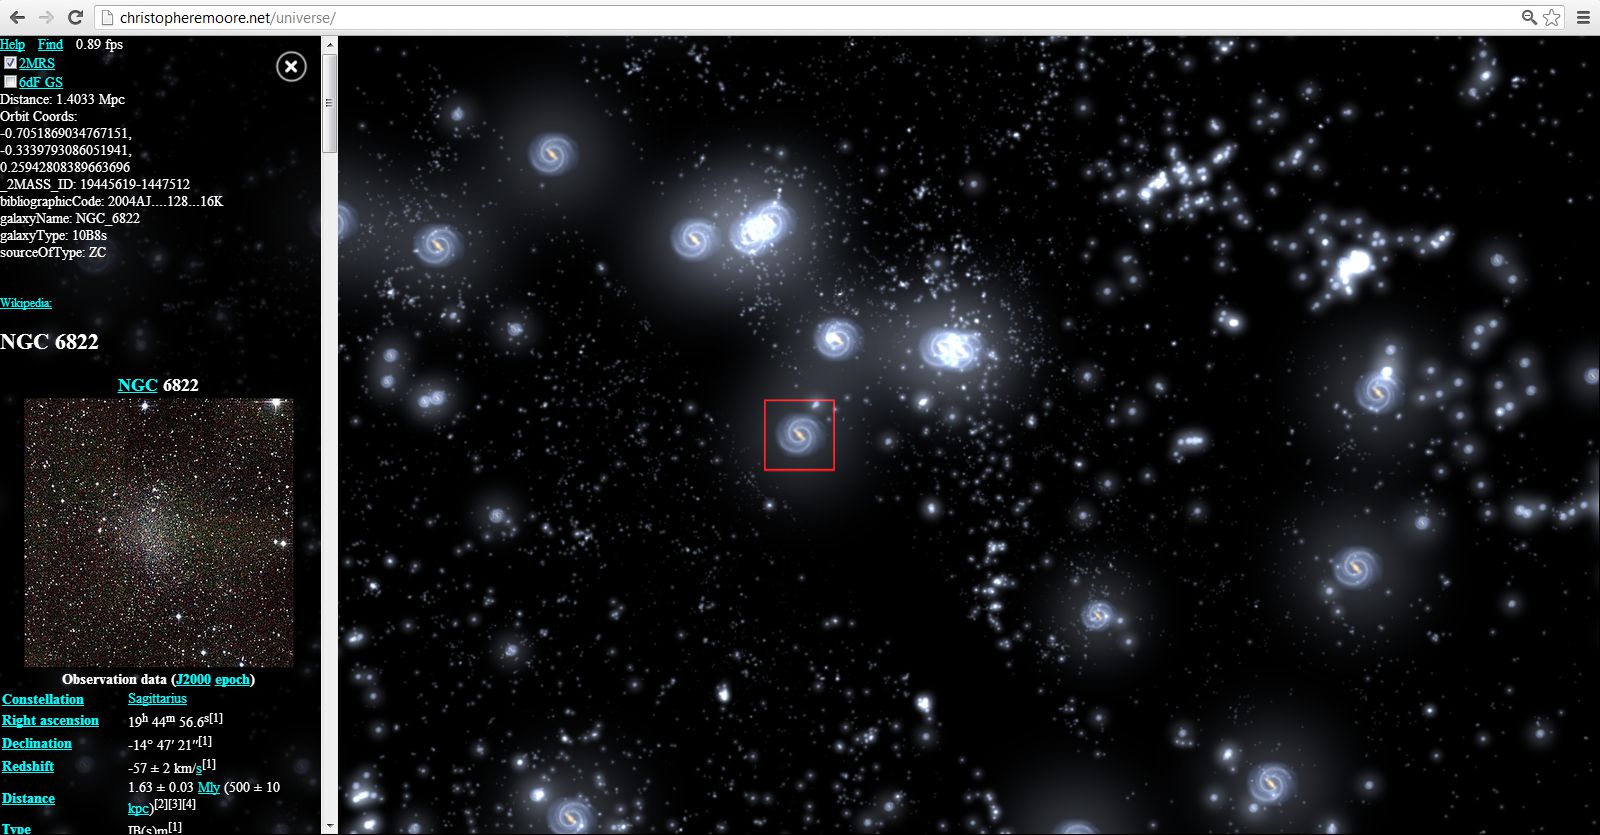 christopheremoore.net/universe/
Help Find 0.89 fps
2MRS
6dF GS
Distance: 1.4033 Mpc
Orbit Coords:
-0.7051869034767151,
-0.3339793086051941,
0.25942808389663696
_2MASS_ID: 19445619-1447512
bibliographicCode: 2004AJ....128...16K
galaxyName: NGC_6822
galaxyType: 10B8s
sourceOfType: ZC
Wikipedia:
NGC 6822
NGC 6822
Observation data (J2000 epoch)
Constellation Sagittarius
Right ascension 19h 44m 56.6s[1]
Declination -14° 47′ 21″[1]
Redshift -57 ± 2 km/s[1]
Distance 1.63 ± 0.03 Mly (500 ± 10
kpc)[2][3][4]
Type IB(s)m[1]